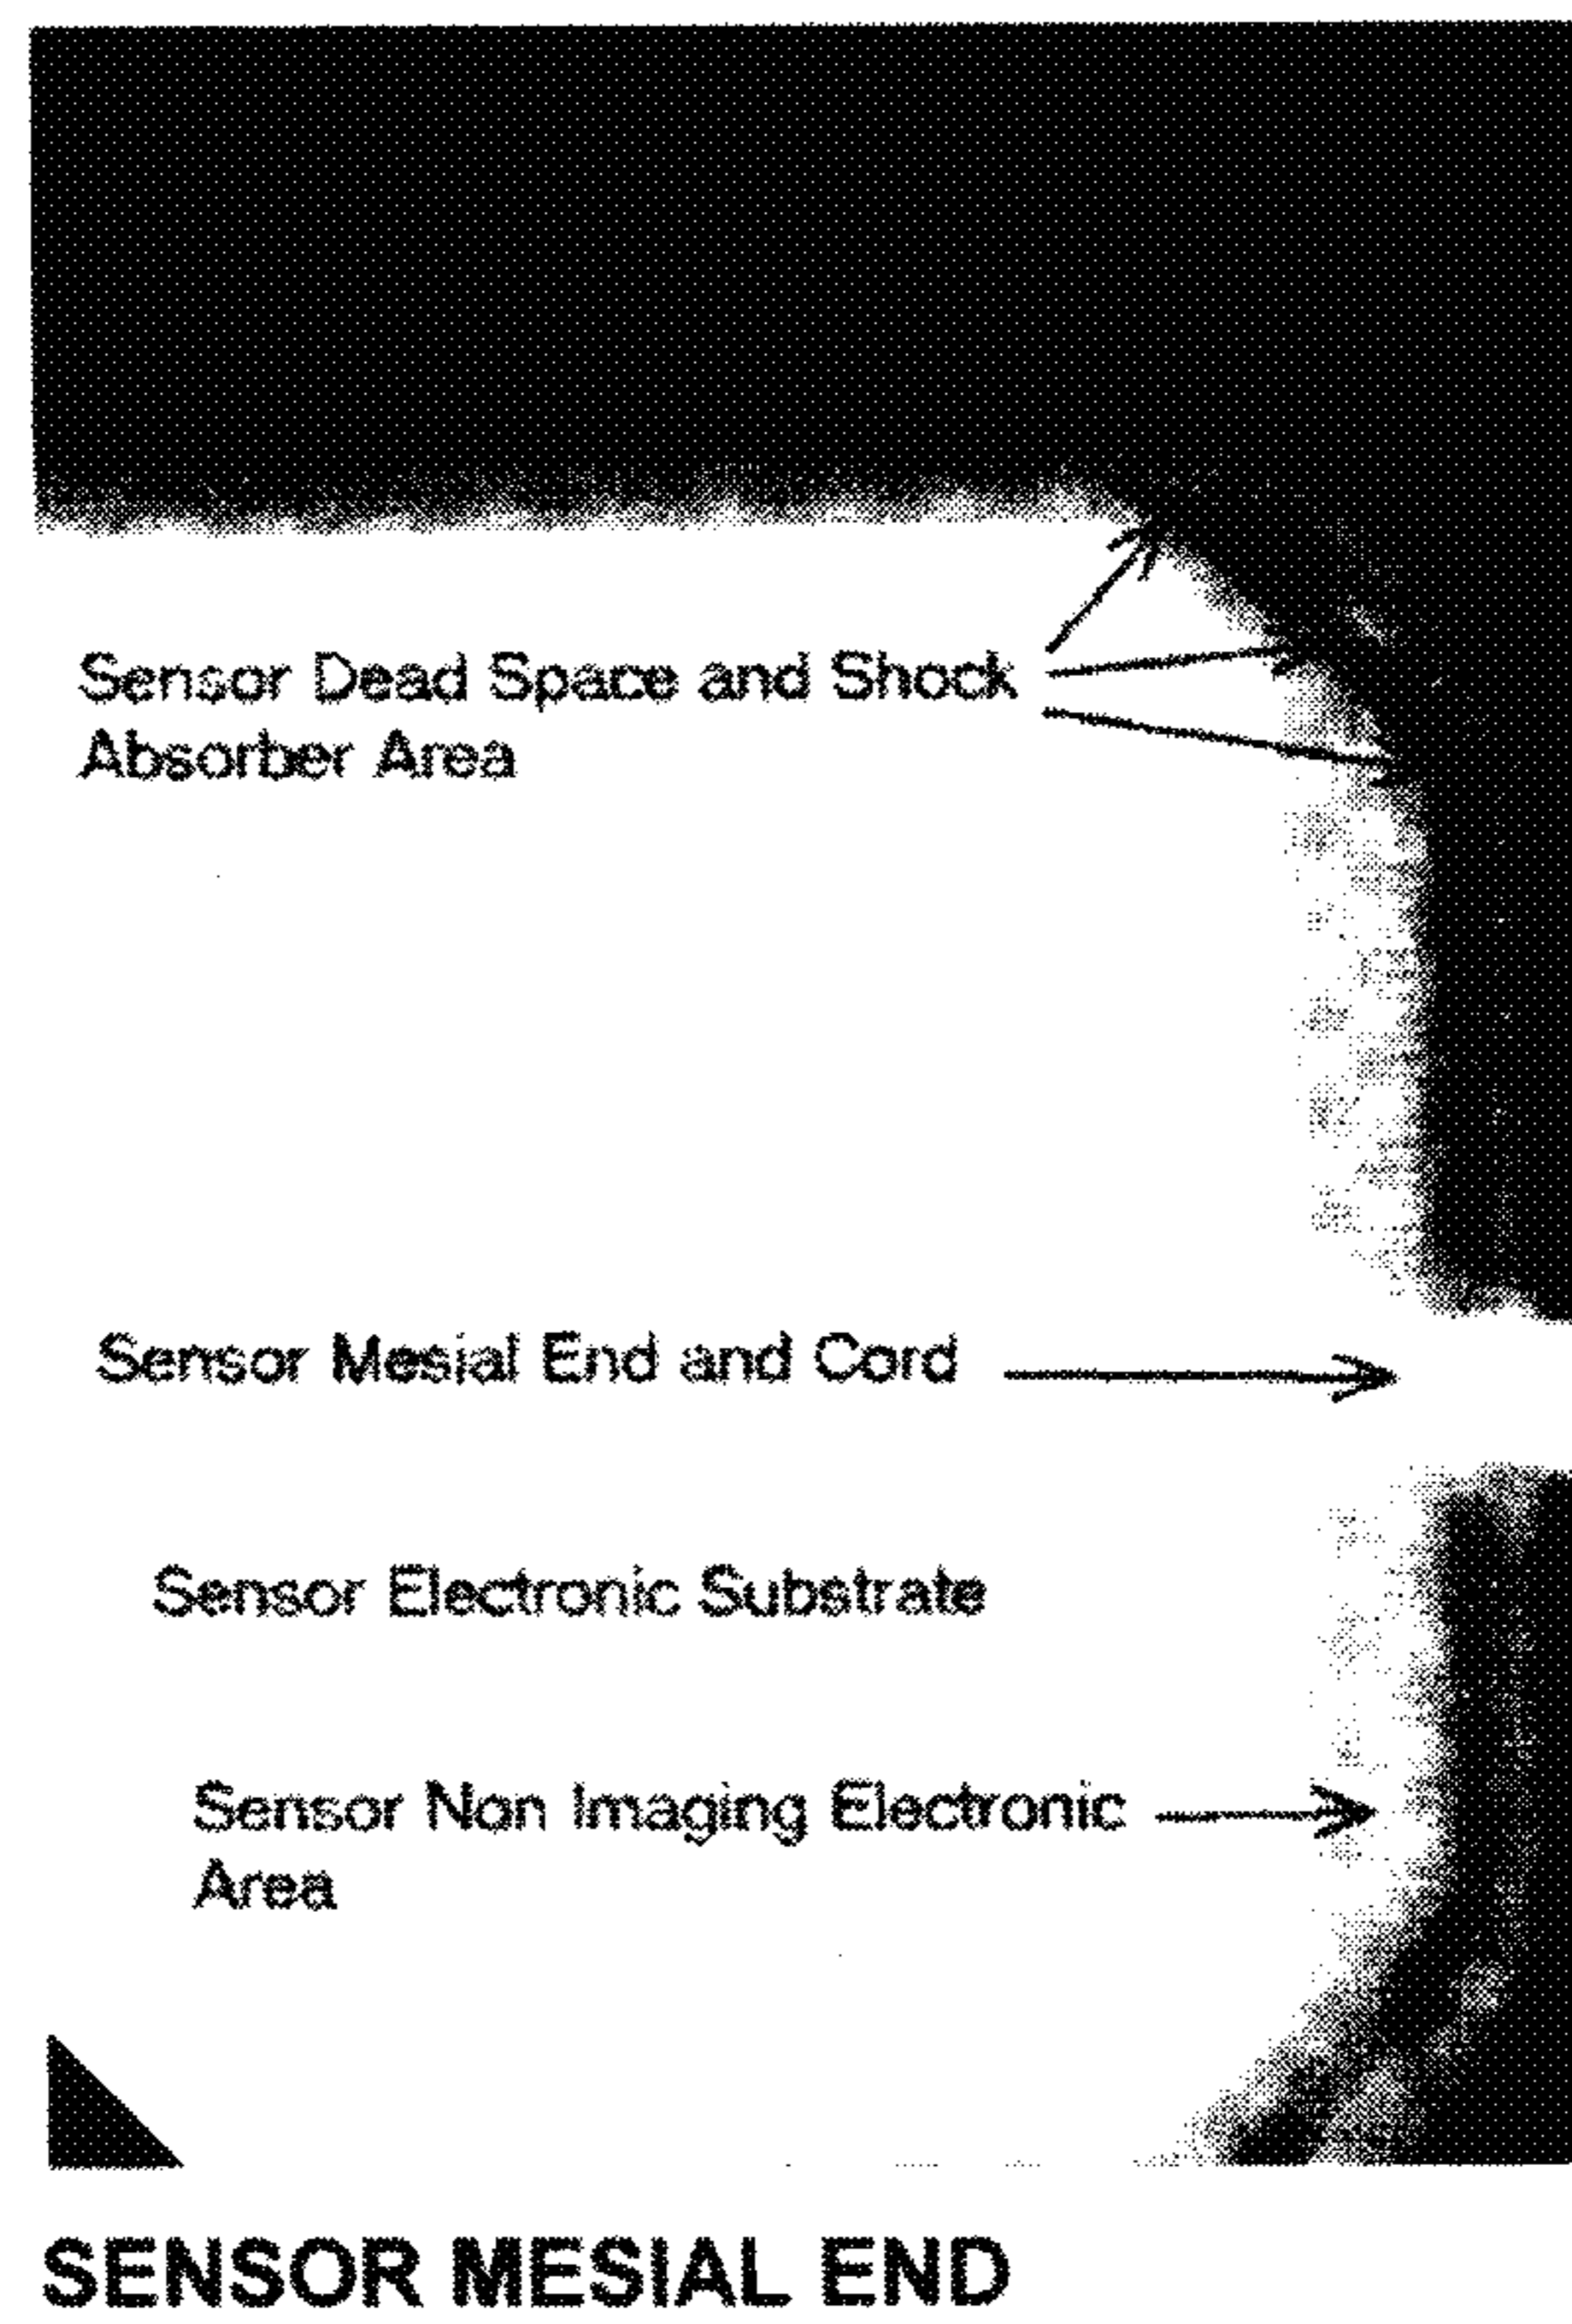 Sensor Dead Space and Shock
Absorber Area
Sensor Mesial End and Cord
Sensor Electronic Substrate
Sensor Non Imaging Electronic
Area
SENSOR MESIAL END